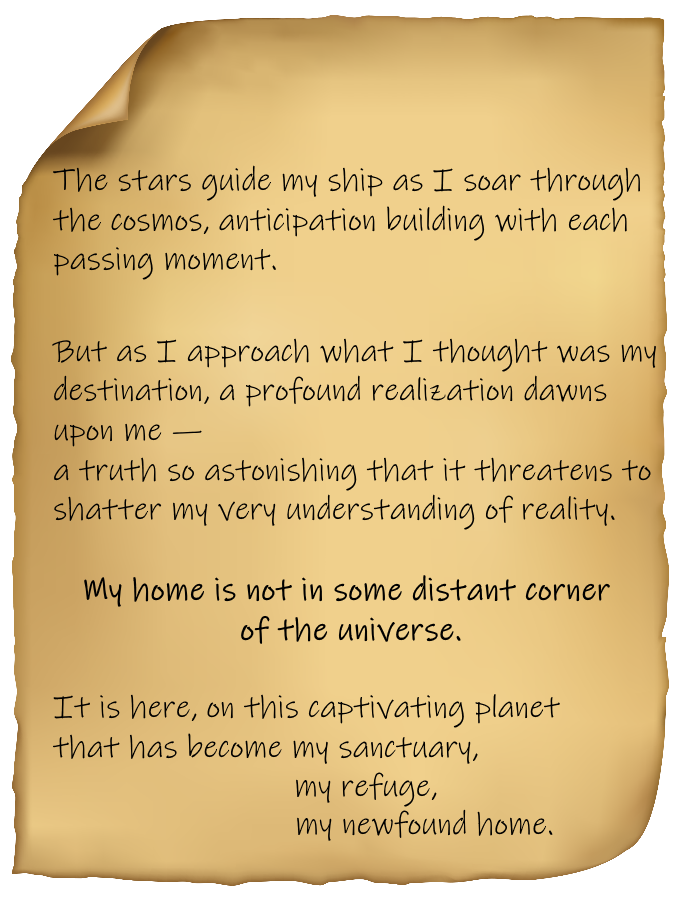 The stars guide my ship as I soar through
the cosmos, anticipation building with each
passing moment.
But as I approach what I thought was my
destination, a profound realization dawns
upon me —
a truth so astonishing that it threatens to
shatter my very understanding of reality.
My home is not in some distant corner
of the universe.
It is here, on this captivating planet
that has become my sanctuary,
my refuge,
my newfound home.